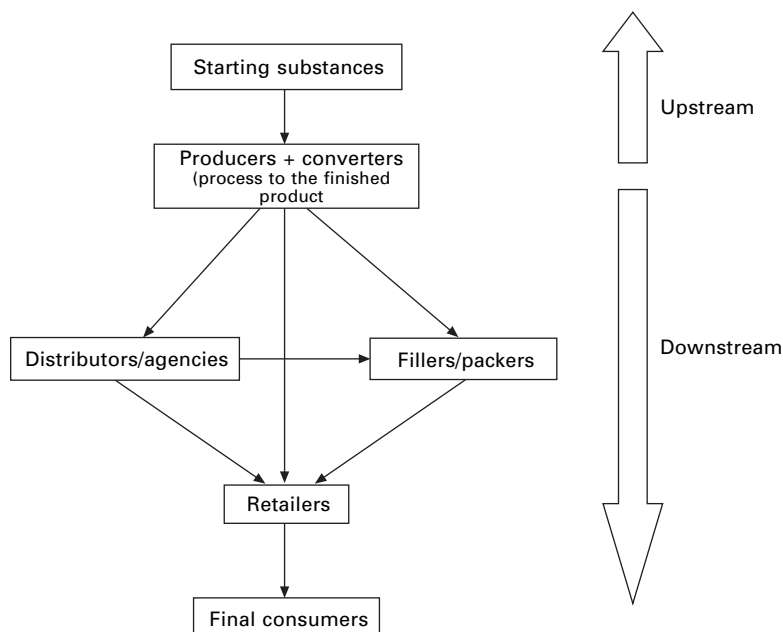 Starting substances
Upstream
Producers + converters
(process to the finished
product
Distributors/agencies
Fillers/packers
Downstream
Retailers
Final consumers